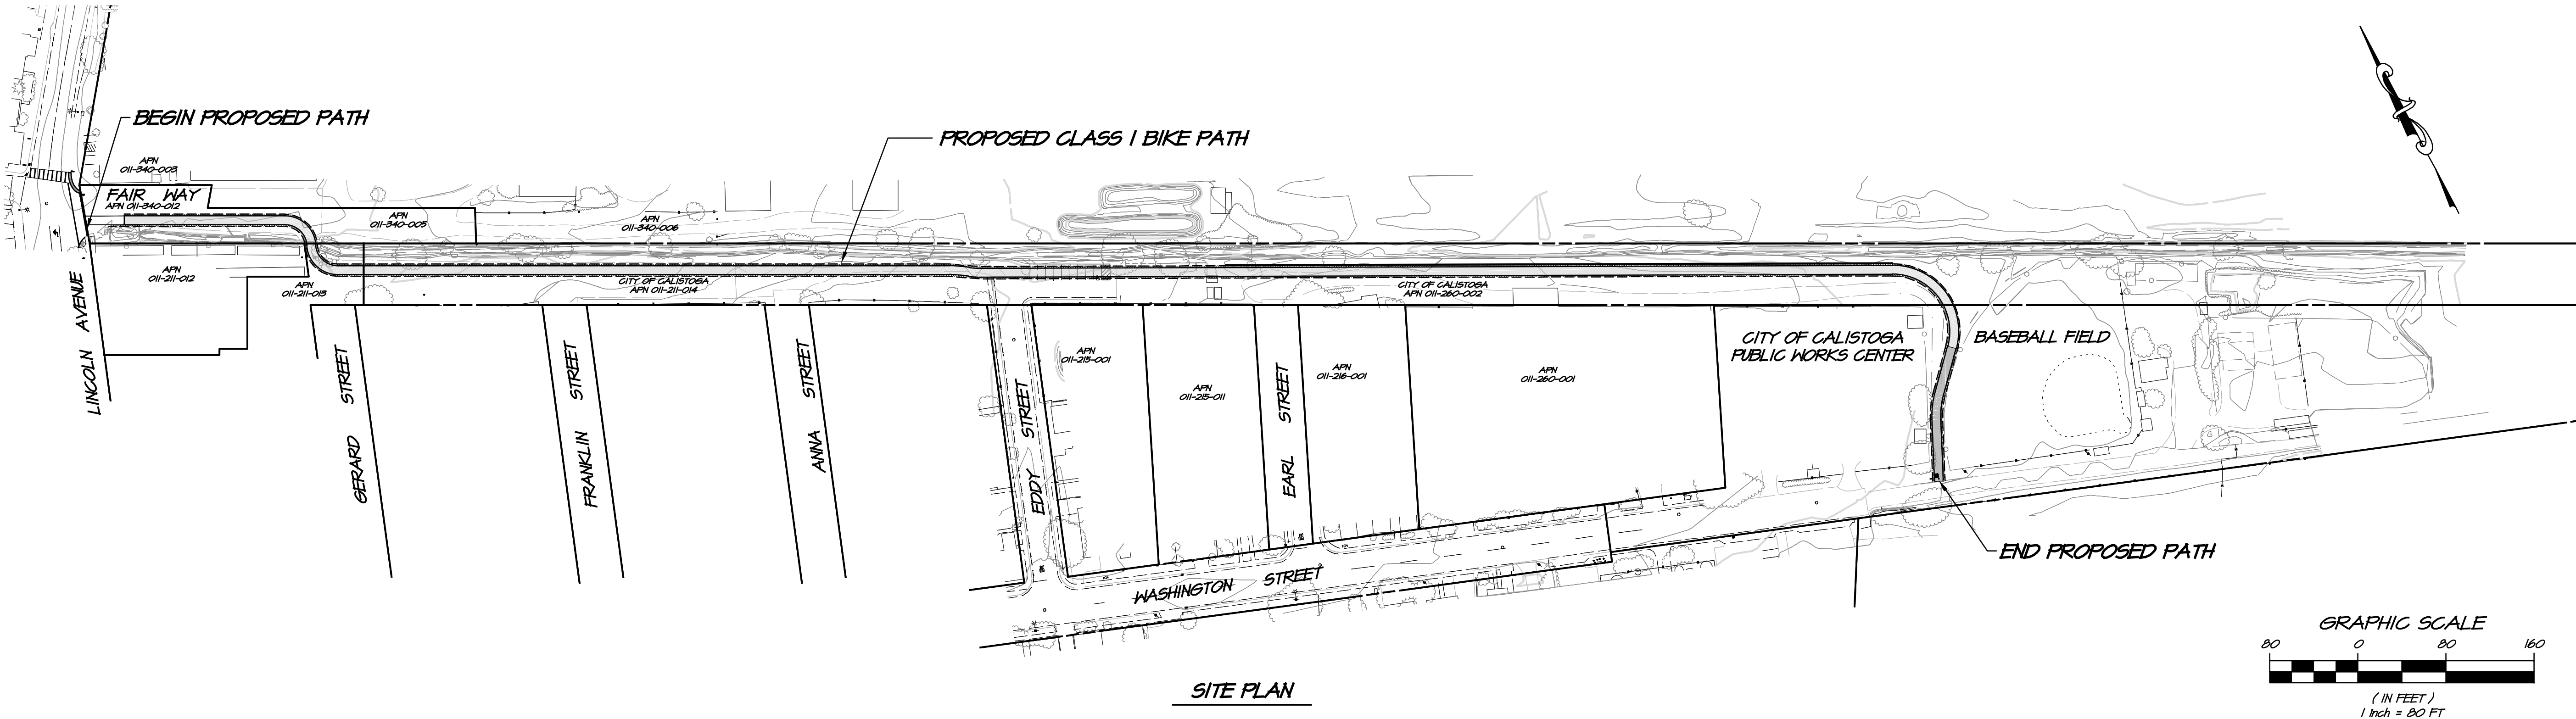 BEGIN PROPOSED PATH
PROPOSED CLASS I BIKE PATH
APN
011-340-003
FAIR WAY
APN 011-340-012
APN
011-340-005
APN
011-340-006
APN
011-211-012
APN
011-211-013
CITY OF CALISTOGA
APN 011-211-014
CITY OF CALISTOGA
APN 011-260-002
LINCOLN AVENUE
GERARD STREET
FRANKLIN STREET
ANNA STREET
EDDY STREET
APN
011-215-001
APN
011-215-011
EARL STREET
APN
011-216-001
APN
011-260-001
CITY OF CALISTOGA
PUBLIC WORKS CENTER
BASEBALL FIELD
WASHINGTON STREET
END PROPOSED PATH
GRAPHIC SCALE
80 0 80 160
( IN FEET )
1 Inch = 80 FT
SITE PLAN